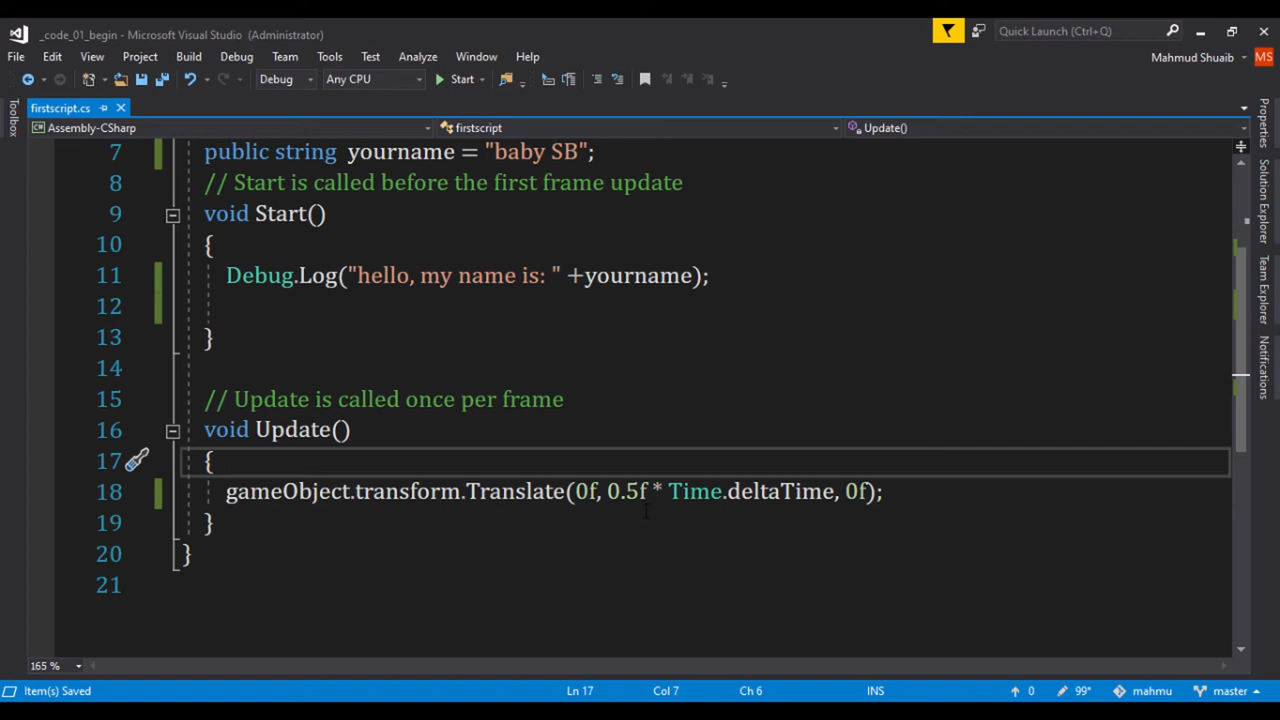 _code_01_begin - Microsoft Visual Studio (Administrator)
Quick Launch (Ctrl+Q)
File Edit View Project Build Debug Team Tools Test Analyze Window Help
Mahmud Shuaib MS
Debug Any CPU Start
Toolbox
firstscript.cs
Assembly-CSharp firstscript Update()
7 public string yourname = "baby SB";
8 // Start is called before the first frame update
9 void Start()
10 {
11 Debug.Log("hello, my name is: " +yourname);
12
13 }
14
15 // Update is called once per frame
16 void Update()
17 {
18 gameObject.transform.Translate(0f, 0.5f * Time.deltaTime, 0f);
19 }
20 }
21
Properties
Solution Explorer
Team Explorer
Notifications
165 %
Item(s) Saved Ln 17 Col 7 Ch 6 INS 0 99* mahmu master